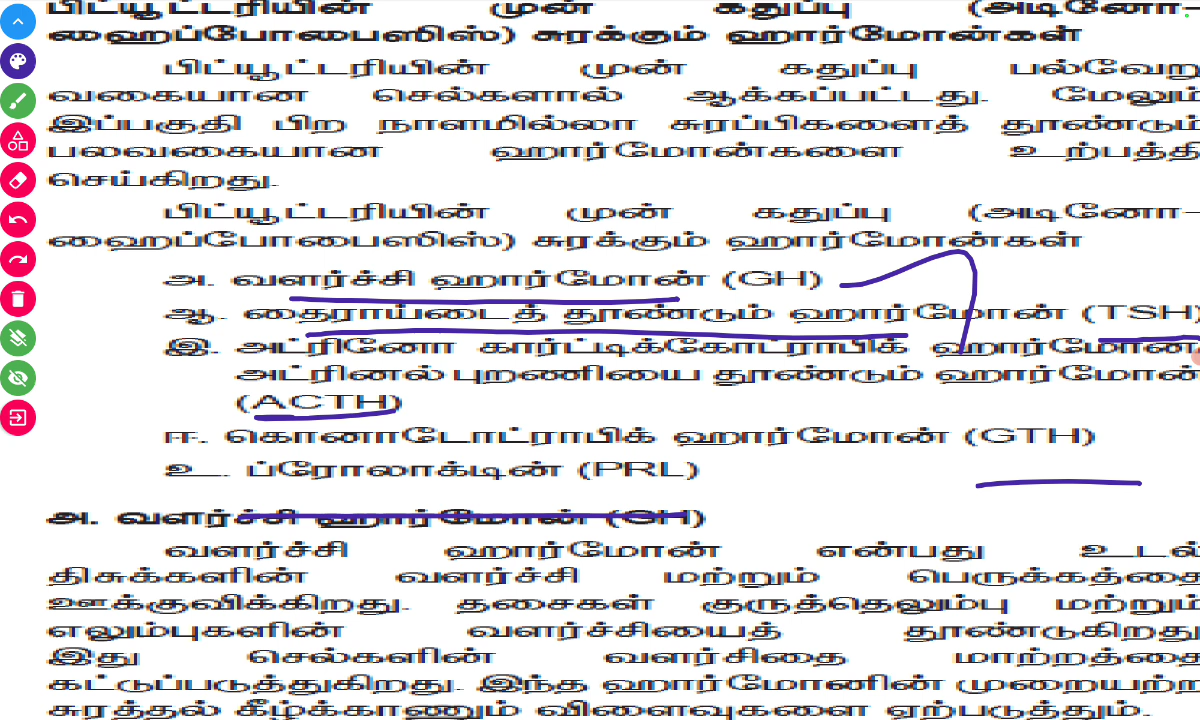 பிட்யூட்டரியின் முன் கதுப்பு (அடினோ-
ஹைப்போபைஸிஸ்) சுரக்கும் ஹார்மோன்கள்
பிட்யூட்டரியின் முன் கதுப்பு பல்வேறு
வகையான செல்களால் ஆக்கப்பட்டது. மேலும்
இப்பகுதி பிற நாளமில்லா சுரப்பிகளைத் தூண்டும்
பலவகையான ஹார்மோன்களை உற்பத்தி
செய்கிறது.
பிட்யூட்டரியின் முன் கதுப்பு (அடினோ-
ஹைப்போபைஸிஸ்) சுரக்கும் ஹார்மோன்கள்
அ. வளர்ச்சி ஹார்மோன் (GH)
ஆ. தைராய்டைத் தூண்டும் ஹார்மோன் (TSH)
இ. அட்ரினோ கார்ட்டிக்கோட்ராபிக் ஹார்மோன்
அட்ரினல் புறணியை தூண்டும் ஹார்மோன்
(ACTH)
ஈ. கொனாடோட்ராபிக் ஹார்மோன் (GTH)
உ. ப்ரோலாக்டின் (PRL)
அ. வளர்ச்சி ஹார்மோன் (GH)
வளர்ச்சி ஹார்மோன் என்பது உடல்
திசுக்களின் வளர்ச்சி மற்றும் பெருக்கத்தை
ஊக்குவிக்கிறது. தசைகள் குருத்தெலும்பு மற்றும்
எலும்புகளின் வளர்ச்சியைத் தூண்டுகிறது
இது செல்களின் வளர்சிதை மாற்றத்தை
கட்டுப்படுத்துகிறது. இந்த ஹார்மோனின் முறையற்ற
சுரத்தல் கீழ்க்காணும் விளைவுகளை ஏற்படுத்தும்.